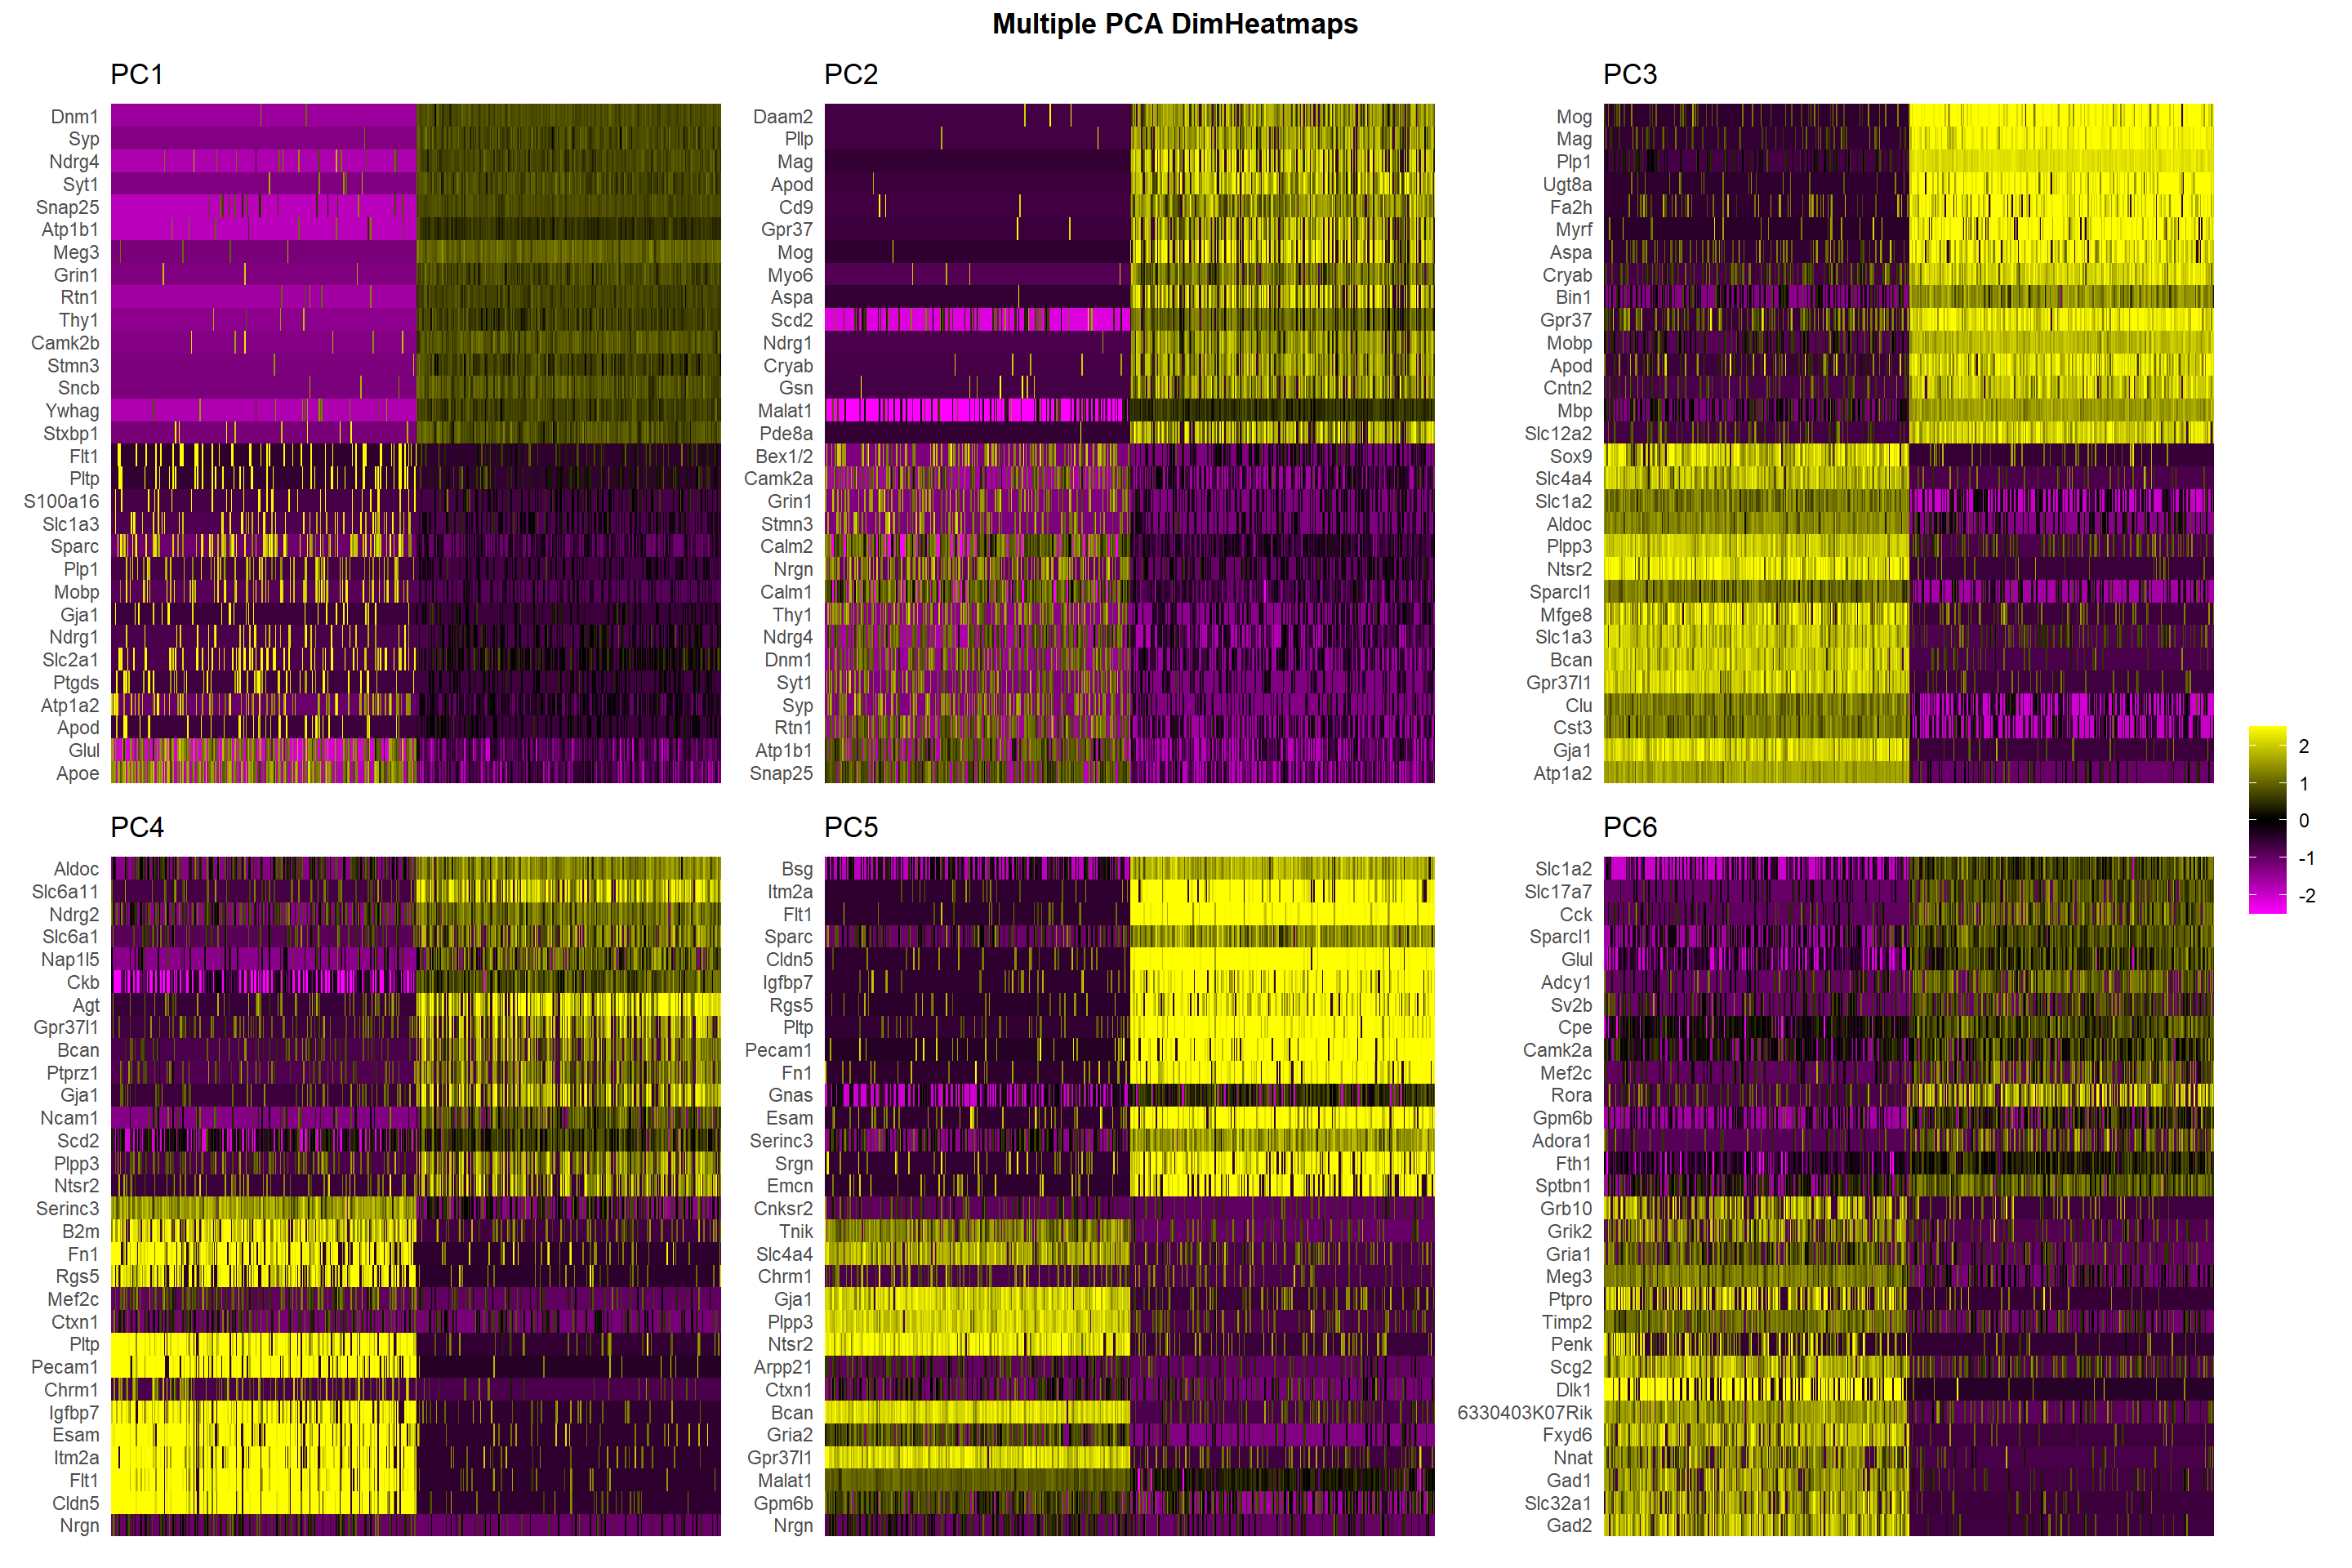 Multiple PCA DimHeatmaps
PC1
Dnm1
Syp
Ndrg4
Syt1
Snap25
Atp1b1
Meg3
Grin1
Rtn1
Thy1
Camk2b
Stmn3
Sncb
Ywhag
Stxbp1
Flt1
Pltp
S100a16
Slc1a3
Sparc
Plp1
Mobp
Gja1
Ndrg1
Slc2a1
Ptgds
Atp1a2
Apod
Glul
Apoe
PC2
Daam2
Pllp
Mag
Apod
Cd9
Gpr37
Mog
Myo6
Aspa
Scd2
Ndrg1
Cryab
Gsn
Malat1
Pde8a
Bex1/2
Camk2a
Grin1
Stmn3
Calm2
Nrgn
Calm1
Thy1
Ndrg4
Dnm1
Syt1
Syp
Rtn1
Atp1b1
Snap25
PC3
Mog
Mag
Plp1
Ugt8a
Fa2h
Myrf
Aspa
Cryab
Bin1
Gpr37
Mobp
Apod
Cntn2
Mbp
Slc12a2
Sox9
Slc4a4
Slc1a2
Aldoc
Plpp3
Ntsr2
Sparcl1
Mfge8
Slc1a3
Bcan
Gpr37l1
Clu
Cst3
Gja1
Atp1a2
PC4
Aldoc
Slc6a11
Ndrg2
Slc6a1
Nap1l5
Ckb
Agt
Gpr37l1
Bcan
Ptprz1
Gja1
Ncam1
Scd2
Plpp3
Ntsr2
Serinc3
B2m
Fn1
Rgs5
Mef2c
Ctxn1
Pltp
Pecam1
Chrm1
Igfbp7
Esam
Itm2a
Flt1
Cldn5
Nrgn
PC5
Bsg
Itm2a
Flt1
Sparc
Cldn5
Igfbp7
Rgs5
Pltp
Pecam1
Fn1
Gnas
Esam
Serinc3
Srgn
Emcn
Cnksr2
Tnik
Slc4a4
Chrm1
Gja1
Plpp3
Ntsr2
Arpp21
Ctxn1
Bcan
Gria2
Gpr37l1
Malat1
Gpm6b
Nrgn
PC6
Slc1a2
Slc17a7
Cck
Sparcl1
Glul
Adcy1
Sv2b
Cpe
Camk2a
Mef2c
Rora
Gpm6b
Adora1
Fth1
Sptbn1
Grb10
Grik2
Gria1
Meg3
Ptpro
Timp2
Penk
Scg2
Dlk1
6330403K07Rik
Fxyd6
Nnat
Gad1
Slc32a1
Gad2
2
1
0
-1
-2